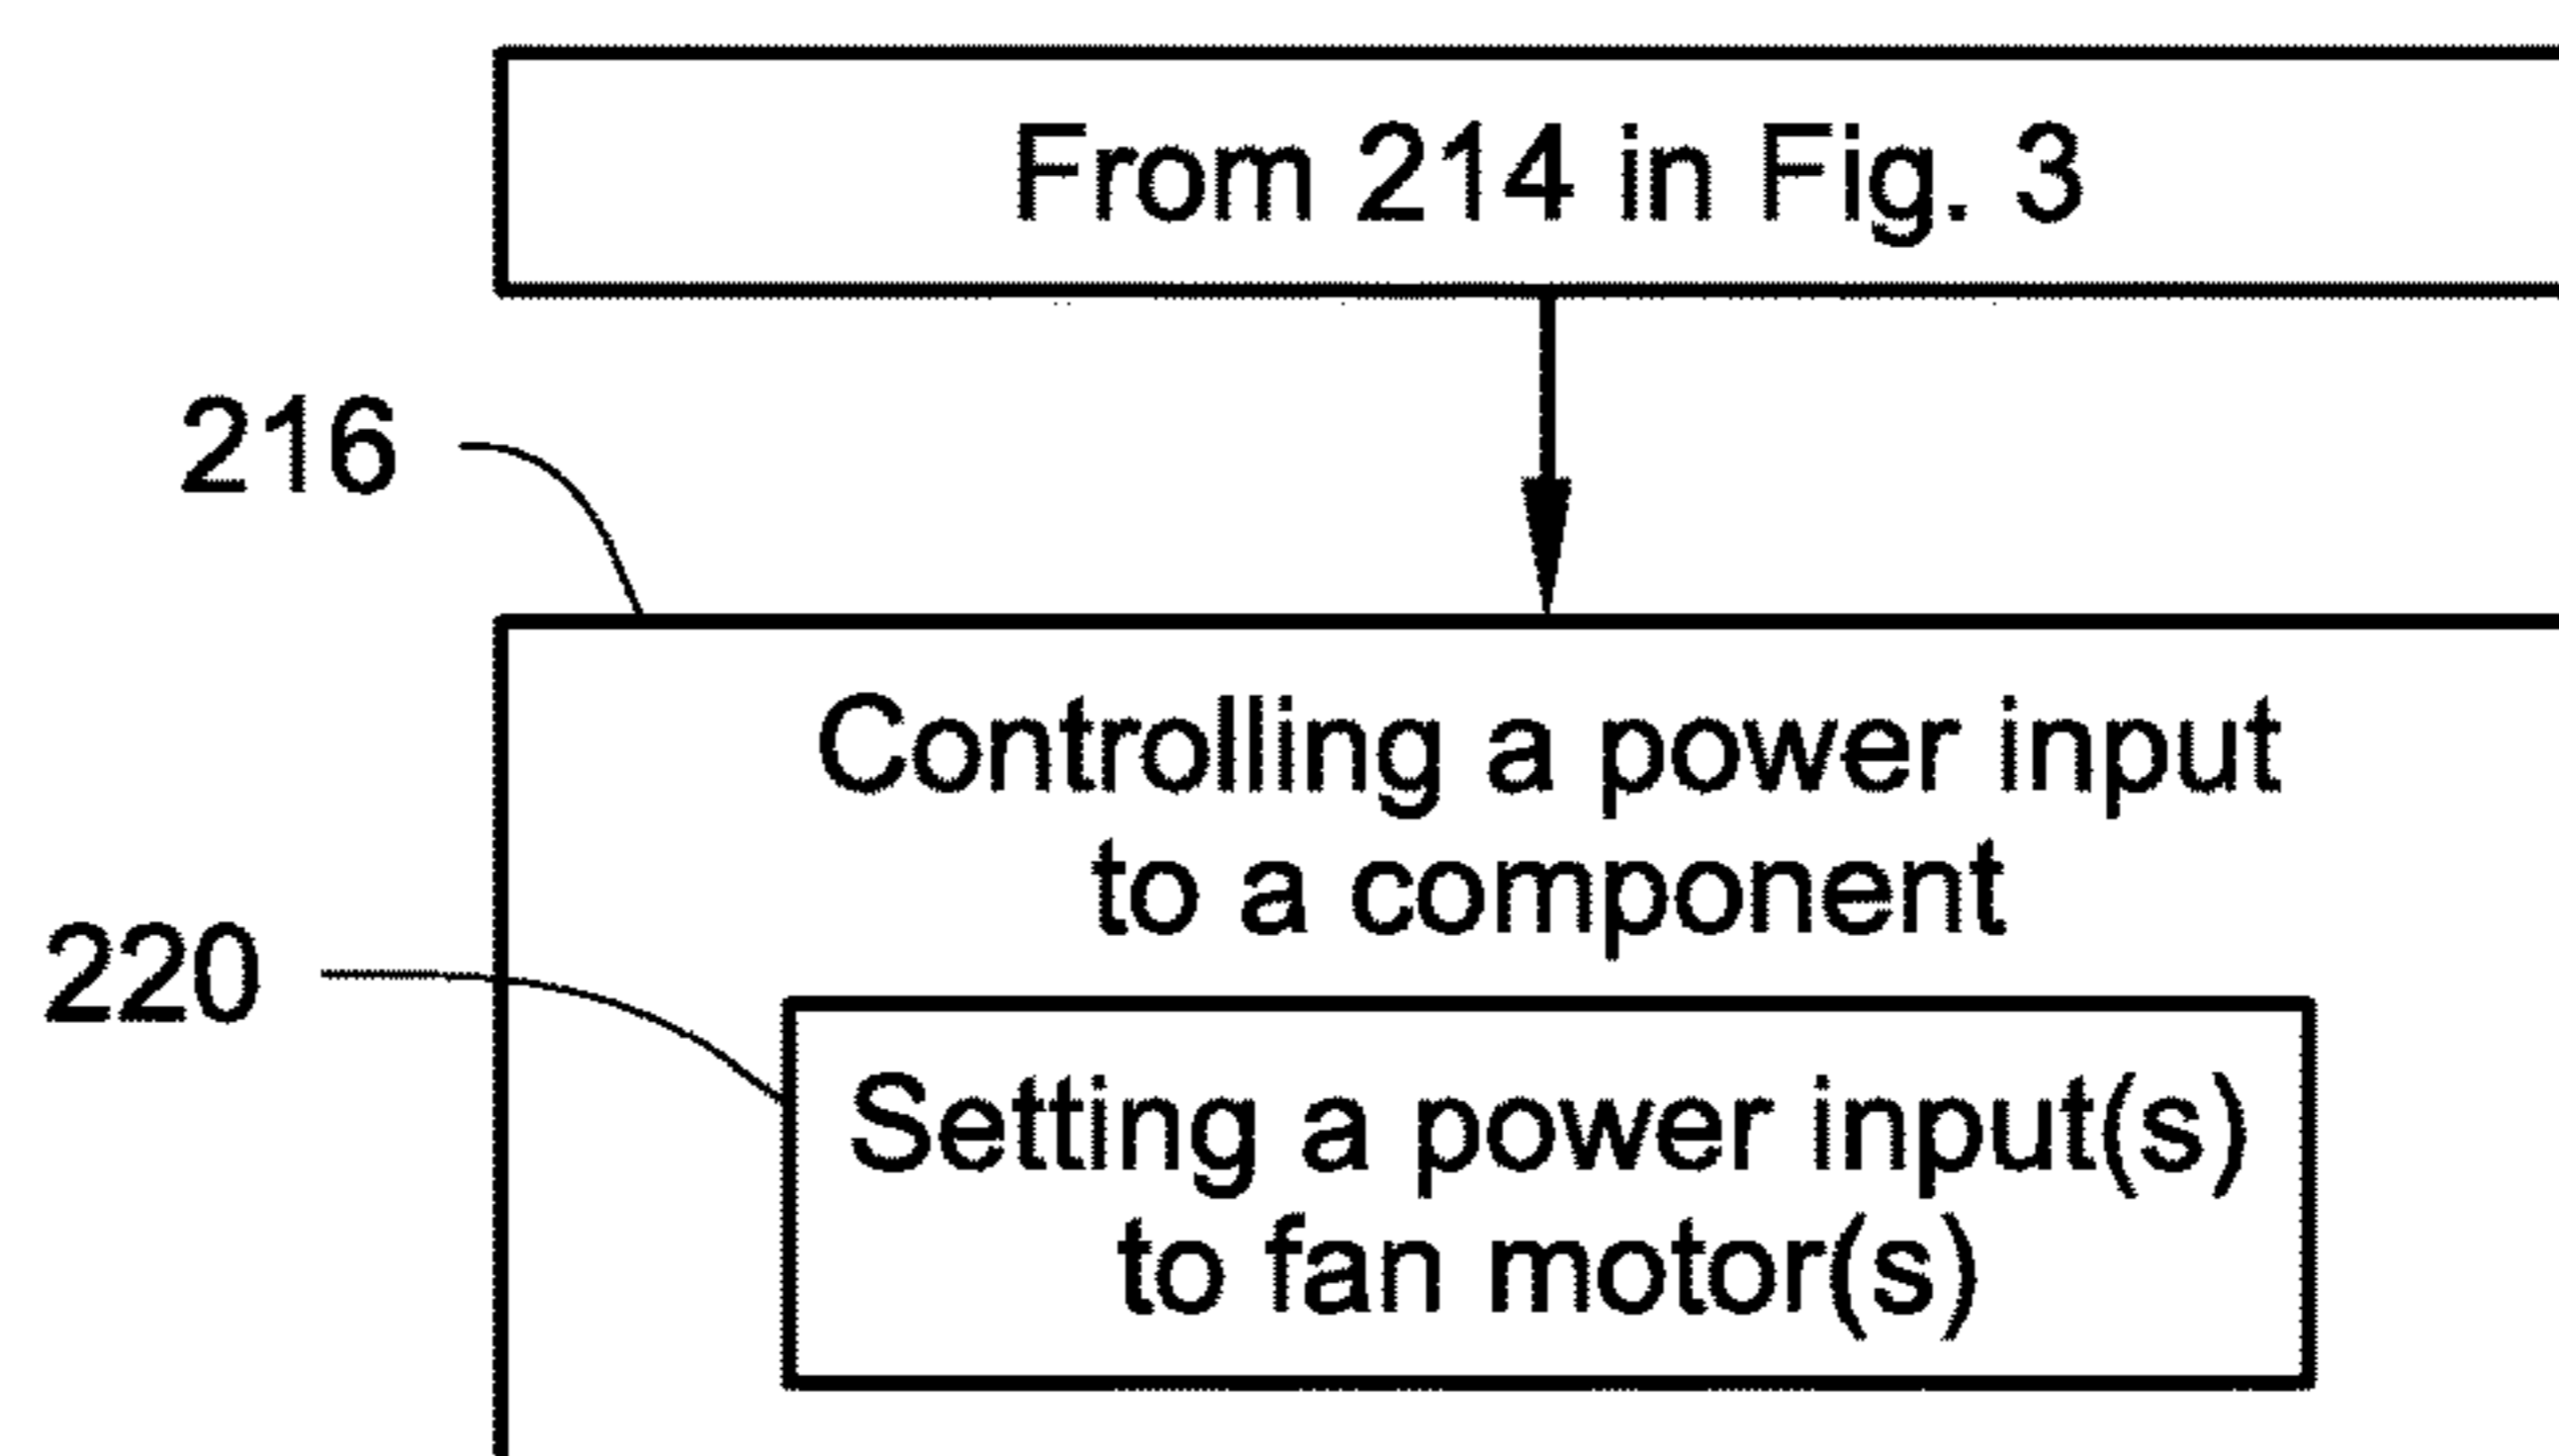 From 214 in Fig. 3
216
Controlling a power input
to a component
220
Setting a power input(s)
to fan motor(s)